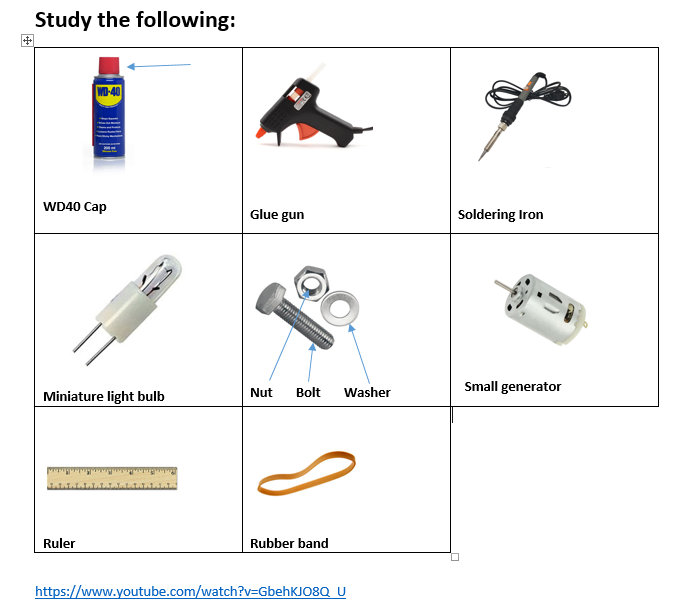 Study the following:
WD-40
WD40 Cap
Glue gun
Soldering Iron
Miniature light bulb
Nut Bolt Washer
Small generator
Ruler
Rubber band
https://www.youtube.com/watch?v=GbehKJO8Q_U